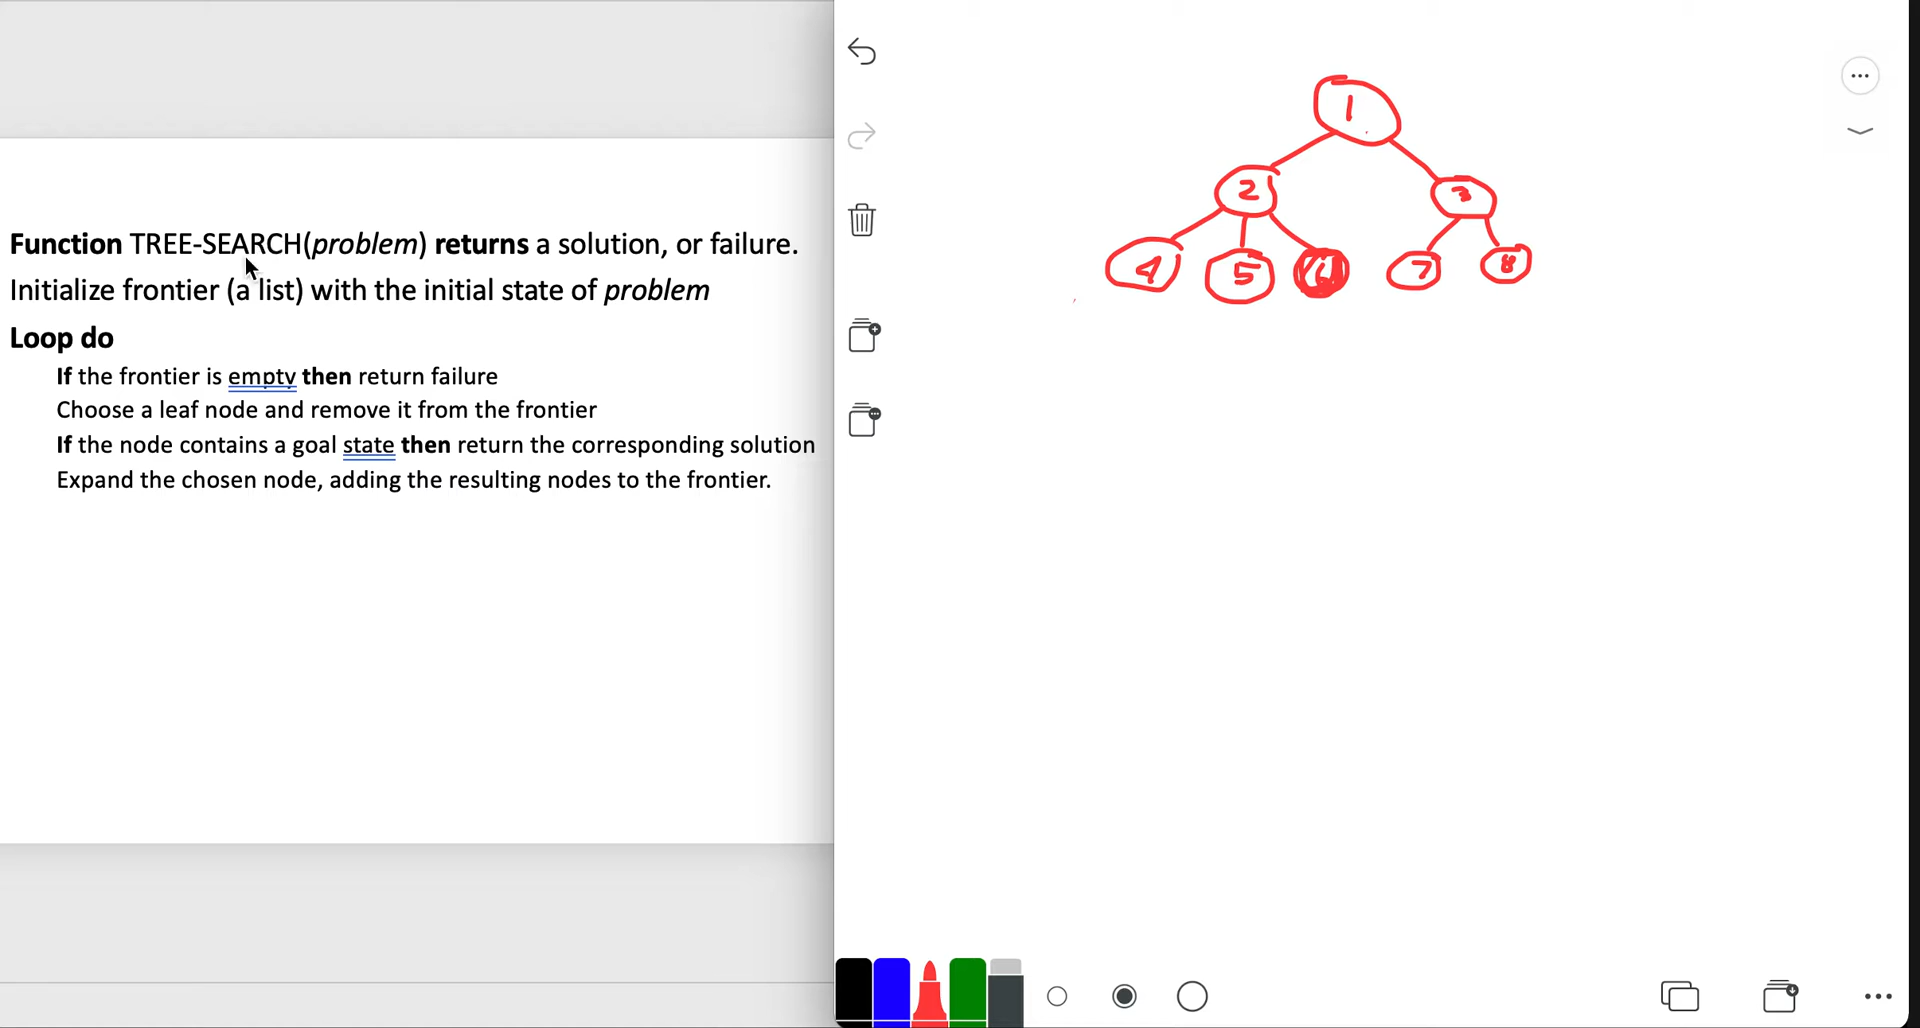 Function TREE-SEARCH(problem) returns a solution, or failure.
Initialize frontier (a list) with the initial state of problem
Loop do
If the frontier is empty then return failure
Choose a leaf node and remove it from the frontier
If the node contains a goal state then return the corresponding solution
Expand the chosen node, adding the resulting nodes to the frontier.
1
2 3
4 5 6 7 8